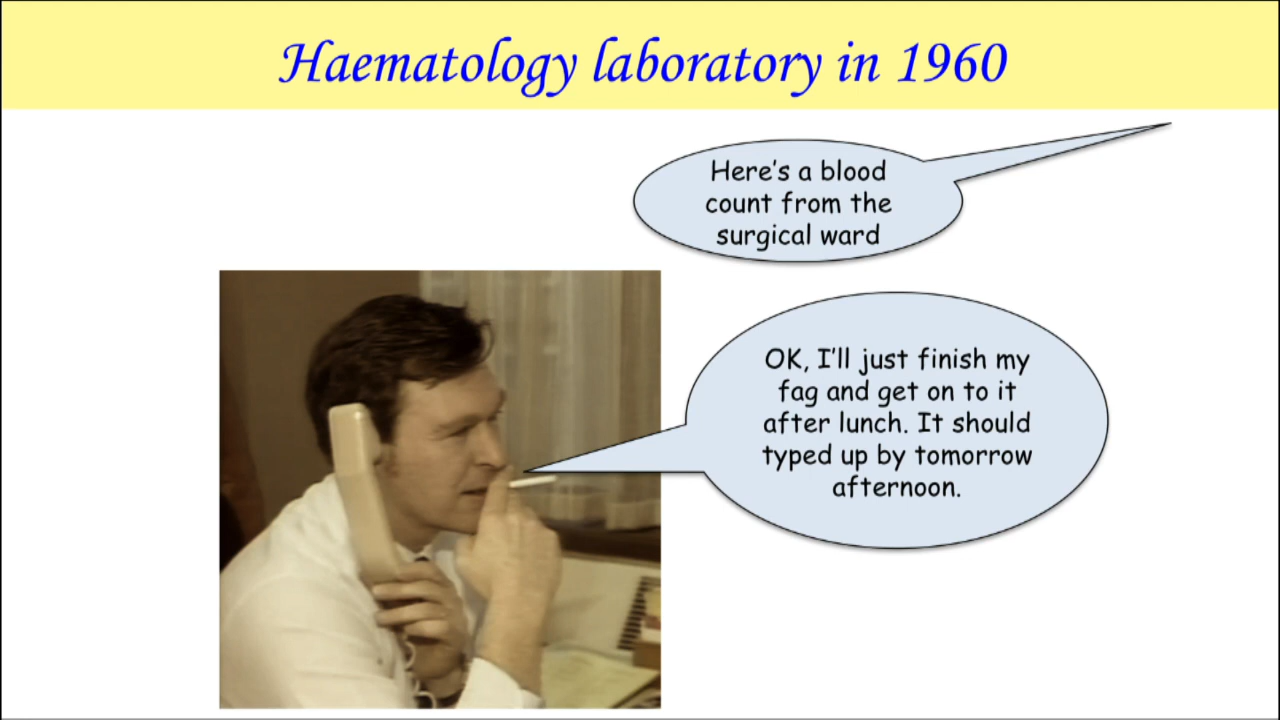 Haematology laboratory in 1960
Here's a blood
count from the
surgical ward
OK, I'll just finish my
fag and get on to it
after lunch. It should
typed up by tomorrow
afternoon.